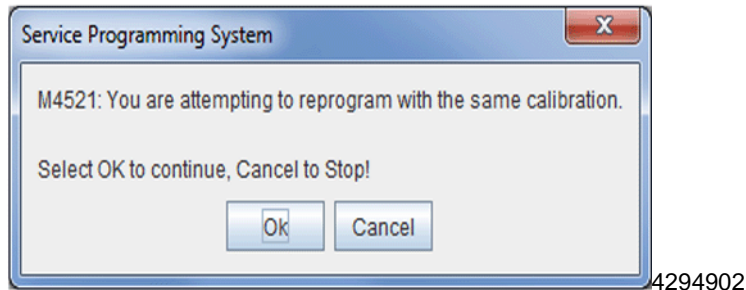 Service Programming System
M4521: You are attempting to reprogram with the same calibration.
Select OK to continue, Cancel to Stop!
Ok Cancel
4294902